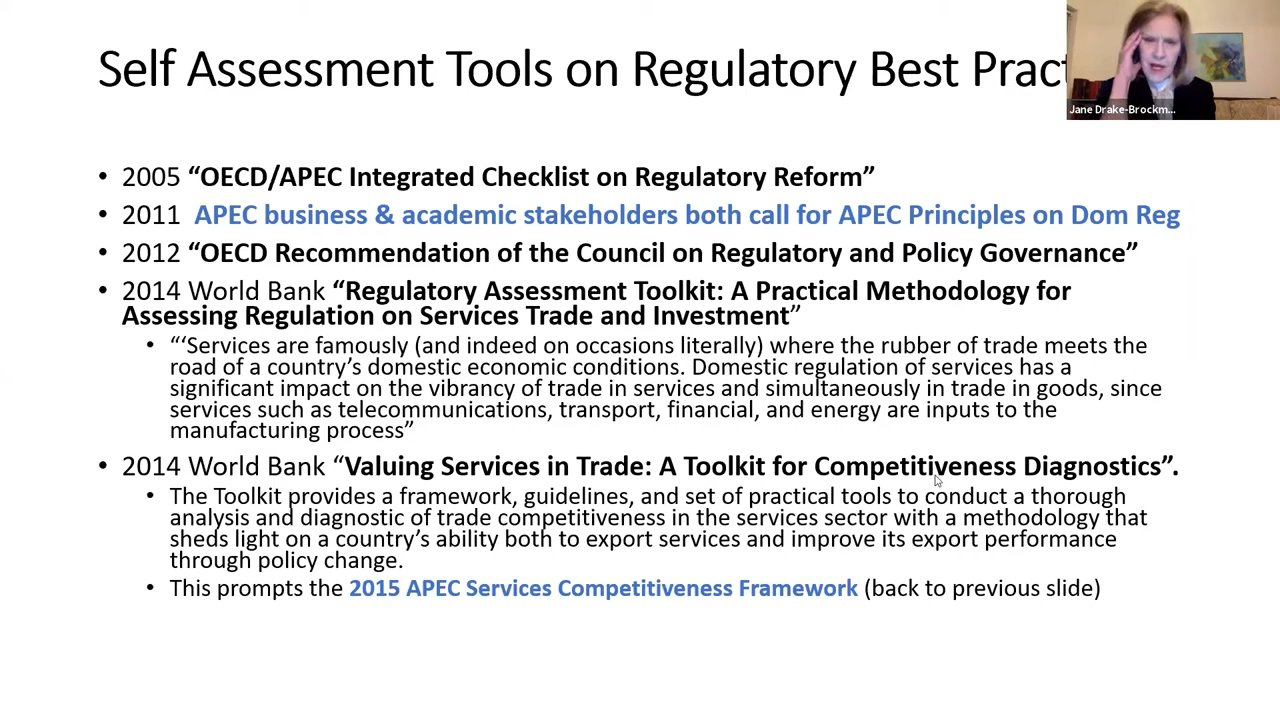 Self Assessment Tools on Regulatory Best Pract
Jane Drake-Brockm...
• 2005 “OECD/APEC Integrated Checklist on Regulatory Reform”
• 2011 APEC business & academic stakeholders both call for APEC Principles on Dom Reg
• 2012 “OECD Recommendation of the Council on Regulatory and Policy Governance”
• 2014 World Bank “Regulatory Assessment Toolkit: A Practical Methodology for
Assessing Regulation on Services Trade and Investment”
• “‘Services are famously (and indeed on occasions literally) where the rubber of trade meets the
road of a country’s domestic economic conditions. Domestic regulation of services has a
significant impact on the vibrancy of trade in services and simultaneously in trade in goods, since
services such as telecommunications, transport, financial, and energy are inputs to the
manufacturing process”
• 2014 World Bank “Valuing Services in Trade: A Toolkit for Competitiveness Diagnostics”.
• The Toolkit provides a framework, guidelines, and set of practical tools to conduct a thorough
analysis and diagnostic of trade competitiveness in the services sector with a methodology that
sheds light on a country’s ability both to export services and improve its export performance
through policy change.
• This prompts the 2015 APEC Services Competitiveness Framework (back to previous slide)